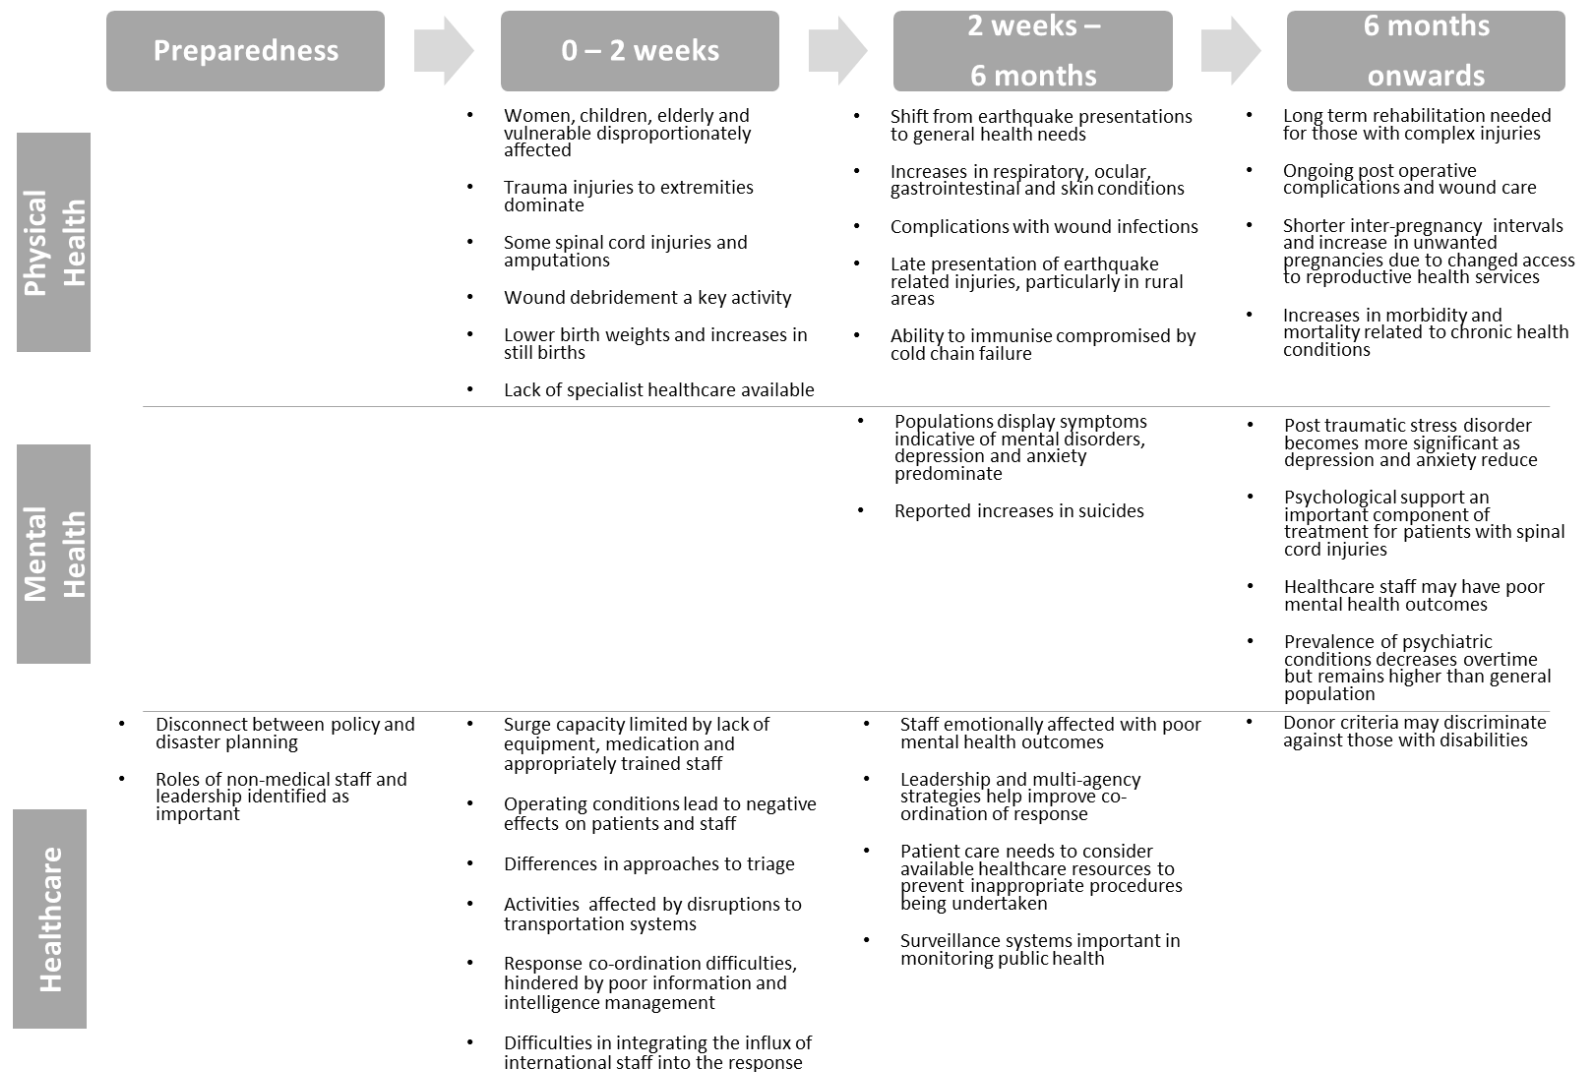 Preparedness
0 – 2 weeks
2 weeks –
6 months
6 months
onwards
Physical
Health
• Women, children, elderly and
vulnerable disproportionately
affected
• Trauma injuries to extremities
dominate
• Some spinal cord injuries and
amputations
• Wound debridement a key activity
• Lower birth weights and increases in
still births
• Lack of specialist healthcare available
• Shift from earthquake presentations
to general health needs
• Increases in respiratory, ocular,
gastrointestinal and skin conditions
• Complications with wound infections
• Late presentation of earthquake
related injuries, particularly in rural
areas
• Ability to immunise compromised by
cold chain failure
• Long term rehabilitation needed
for those with complex injuries
• Ongoing post operative
complications and wound care
• Shorter inter-pregnancy intervals
and increase in unwanted
pregnancies due to changed access
to reproductive health services
• Increases in morbidity and
mortality related to chronic health
conditions
Mental
Health
• Populations display symptoms
indicative of mental disorders,
depression and anxiety
predominate
• Reported increases in suicides
• Post traumatic stress disorder
becomes more significant as
depression and anxiety reduce
• Psychological support an
important component of
treatment for patients with spinal
cord injuries
• Healthcare staff may have poor
mental health outcomes
• Prevalence of psychiatric
conditions decreases overtime
but remains higher than general
population
Healthcare
• Disconnect between policy and
disaster planning
• Roles of non-medical staff and
leadership identified as
important
• Surge capacity limited by lack of
equipment, medication and
appropriately trained staff
• Operating conditions lead to negative
effects on patients and staff
• Differences in approaches to triage
• Activities affected by disruptions to
transportation systems
• Response co-ordination difficulties,
hindered by poor information and
intelligence management
• Difficulties in integrating the influx of
international staff into the response
• Staff emotionally affected with poor
mental health outcomes
• Leadership and multi-agency
strategies help improve co-
ordination of response
• Patient care needs to consider
available healthcare resources to
prevent inappropriate procedures
being undertaken
• Surveillance systems important in
monitoring public health
• Donor criteria may discriminate
against those with disabilities